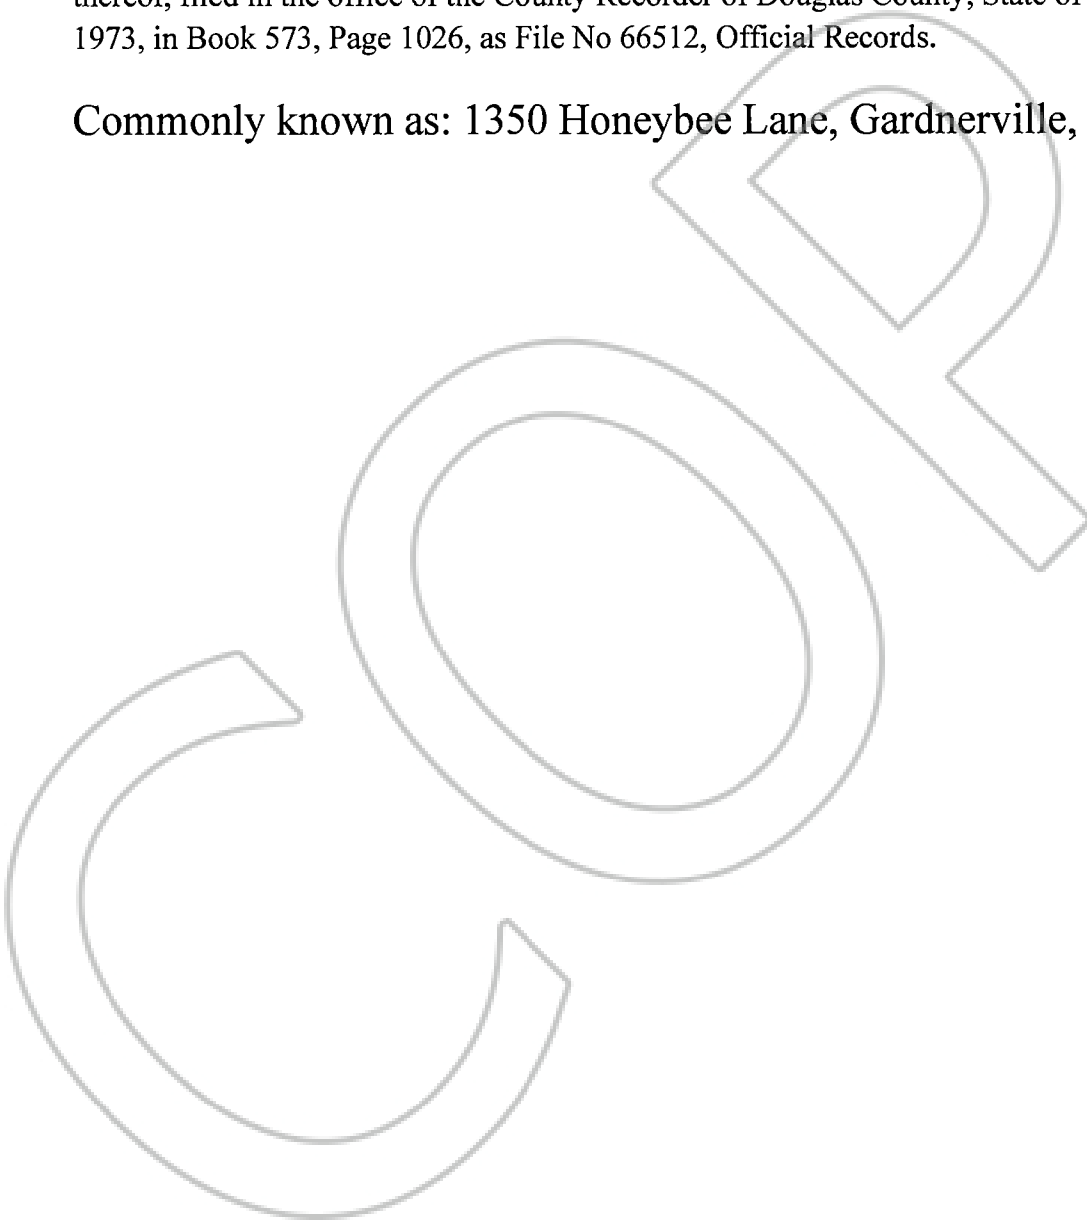 thereof, filed in the office of the County Recorder of Douglas County, State of
1973, in Book 573, Page 1026, as File No 66512, Official Records.
Commonly known as: 1350 Honeybee Lane, Gardnerville,
COP